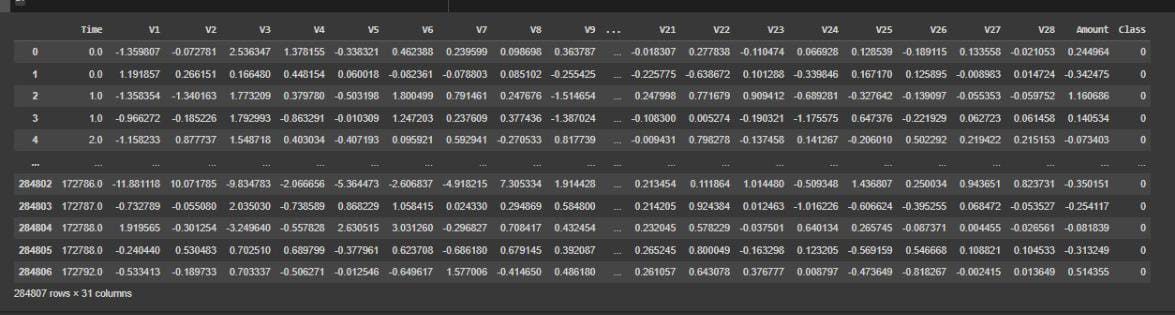 Time V1 V2 V3 V4 V5 V6 V7 V8 V9 ... V21 V22 V23 V24 V25 V26 V27 V28 Amount Class
0 0.0 -1.359807 -0.072781 2.536347 1.378155 -0.338321 0.462388 0.239599 0.098698 0.363787 ... -0.018307 0.277838 -0.110474 0.066928 0.128539 -0.189115 0.133558 -0.021053 0.244964 0
1 0.0 1.191857 0.266151 0.166480 0.448154 0.060018 -0.082361 -0.078803 0.085102 -0.255425 ... -0.225775 -0.638672 0.101288 -0.339846 0.167170 0.125895 -0.008983 0.014724 -0.342475 0
2 1.0 -1.358354 -1.340163 1.773209 0.379780 -0.503198 1.800499 0.791461 0.247676 -1.514654 ... 0.247998 0.771679 0.909412 -0.689281 -0.327642 -0.139097 -0.055353 -0.059752 1.160686 0
3 1.0 -0.966272 -0.185226 1.792993 -0.863291 -0.010309 1.247203 0.237609 0.377436 -1.387024 ... -0.108300 0.005274 -0.190321 -1.175575 0.647376 -0.221929 0.062723 0.061458 0.140534 0
4 2.0 -1.158233 0.877737 1.548718 0.403034 -0.407193 0.095921 0.592941 -0.270533 0.817739 ... -0.009431 0.798278 -0.137458 0.141267 -0.206010 0.502292 0.219422 0.215153 -0.073403 0
... ... ... ... ... ... ... ... ... ... ... ... ... ... ... ... ... ... ... ... ... ...
284802 172786.0 -11.881118 10.071785 -9.834783 -2.066656 -5.364473 -2.606837 -4.918215 7.305334 1.914428 ... 0.213454 0.111864 1.014480 -0.509348 1.436807 0.250034 0.943651 0.823731 -0.350151 0
284803 172787.0 -0.732789 -0.055080 2.035030 -0.738589 0.868229 1.058415 0.024330 0.294869 0.584800 ... 0.214205 0.924384 0.012463 -1.016226 -0.606624 -0.395255 0.068472 -0.053527 -0.254117 0
284804 172788.0 1.919565 -0.301254 -3.249640 -0.557828 2.630515 3.031260 -0.296827 0.708417 0.432454 ... 0.232045 0.578229 -0.037501 0.640134 0.265745 -0.087371 0.004455 -0.026561 -0.081839 0
284805 172788.0 -0.240440 0.530483 0.702510 0.689799 -0.377961 0.623708 -0.686180 0.679145 0.392087 ... 0.265245 0.800049 -0.163298 0.123205 -0.569159 0.546668 0.108821 0.104533 -0.313249 0
284806 172792.0 -0.533413 -0.189733 0.703337 -0.506271 -0.012546 -0.649617 1.577006 -0.414650 0.486180 ... 0.261057 0.643078 0.376777 0.008797 -0.473649 -0.818267 -0.002415 0.013649 0.514355 0
284807 rows × 31 columns